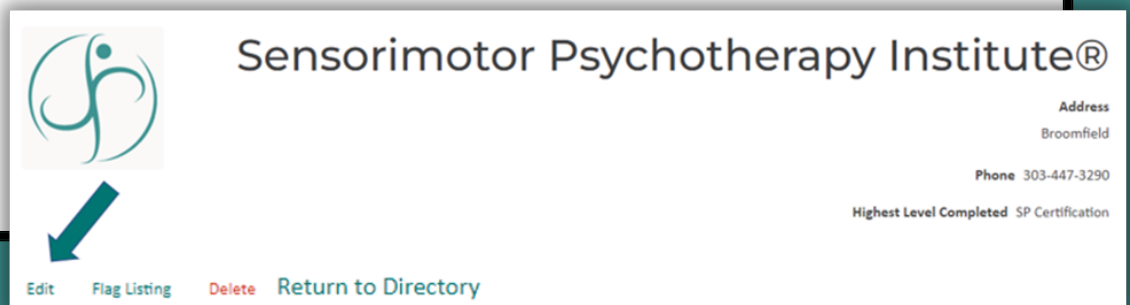 Sensorimotor Psychotherapy Institute®
Address
Broomfield
Phone 303-447-3290
Highest Level Completed SP Certification
Edit Flag Listing Delete Return to Directory